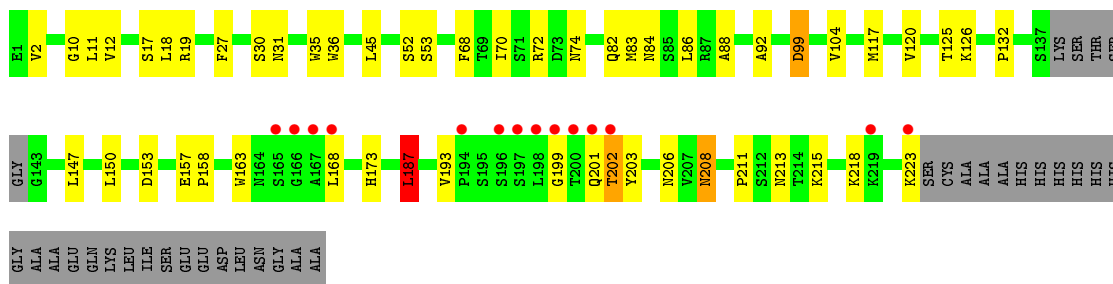 E1 V2 G10 L11 V12 S17 L18 R19 F27 S30 N31 W35 W36 L45 S52 S53 F68 T69 I70 S71 R72 D73 N74 Q82 M83 N84 S85 L86 R87 A88 A92 D99 V104 M117 V120 T125 K126 P132 S137 LYS SER THR SER
GLY G143 L147 L150 D153 E157 P158 W163 N164 S165 G166 A167 L168 H173 L187 V193 P194 S195 S196 S197 L198 G199 T200 Q201 T202 Y203 N206 V207 N208 P211 S212 N213 T214 K215 K218 K219 K223 SER CYS ALA ALA ALA HIS HIS HIS HIS HIS HIS
GLY ALA ALA GLU GLN LYS LEU ILE SER GLU GLU ASP LEU ASN GLY ALA ALA